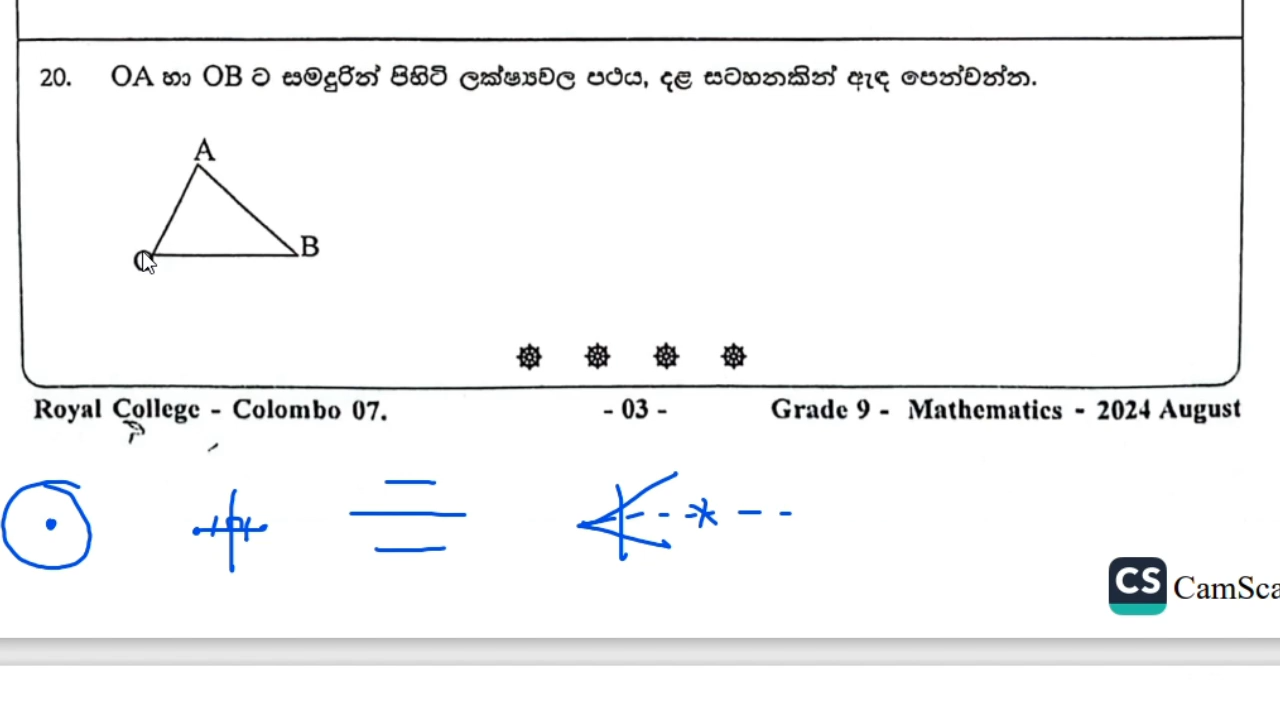 20. OA හා OB ට සමදුරින් පිහිටි ලක්ෂ්‍යවල පථය, දළ සටහනකින් ඇඳ පෙන්වන්න.
A
O B
Royal College - Colombo 07. - 03 - Grade 9 - Mathematics - 2024 August
CS CamSca